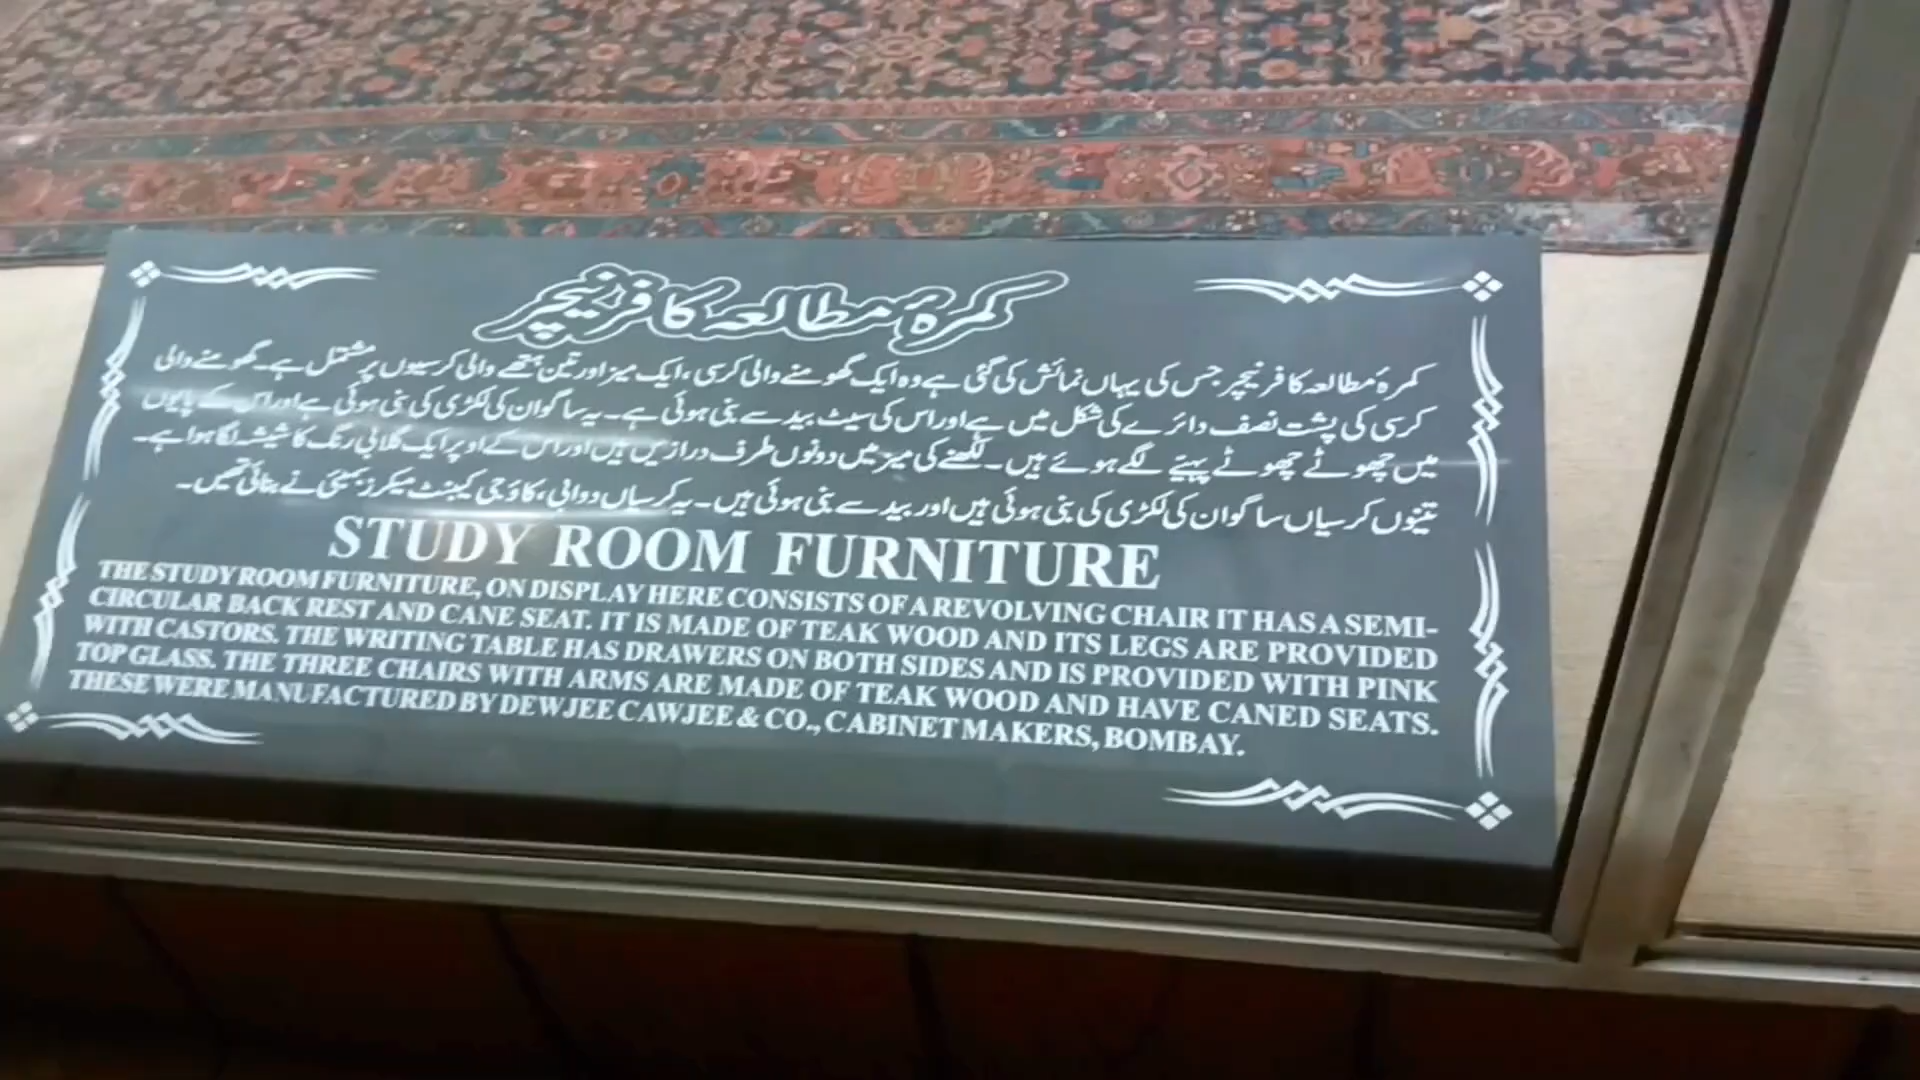 کمرۂ مطالعہ کا فرنیچر
کمرۂ مطالعہ کا فرنیچر جس کی یہاں نمائش کی گئی ہے وہ ایک گھومنے والی کرسی، ایک میز اور تین ہتھے والی کرسیوں پر مشتمل ہے۔ گھومنے والی
کرسی کی پشت نصف دائرے کی شکل میں ہے اور اس کی سیٹ بید سے بنی ہوئی ہے۔ یہ ساگوان کی لکڑی کی بنی ہوئی ہے اور اس کے پایوں
میں چھوٹے چھوٹے پہیے لگے ہوئے ہیں۔ لکھنے کی میز میں دونوں طرف درازیں ہیں اور اس کے اوپر ایک گلابی رنگ کا شیشہ لگا ہوا ہے۔
تینوں کرسیاں ساگوان کی لکڑی کی بنی ہوئی ہیں اور بید سے بنی ہوئی ہیں۔ یہ کرسیاں دواجی، کاؤجی کیبنٹ میکرز بمبئی نے بنائی تھیں۔
STUDY ROOM FURNITURE
THE STUDY ROOM FURNITURE, ON DISPLAY HERE CONSISTS OF A REVOLVING CHAIR IT HAS A SEMI-
CIRCULAR BACK REST AND CANE SEAT. IT IS MADE OF TEAK WOOD AND ITS LEGS ARE PROVIDED
WITH CASTORS. THE WRITING TABLE HAS DRAWERS ON BOTH SIDES AND IS PROVIDED WITH PINK
TOP GLASS. THE THREE CHAIRS WITH ARMS ARE MADE OF TEAK WOOD AND HAVE CANED SEATS.
THESE WERE MANUFACTURED BY DEWJEE CAWJEE & CO., CABINET MAKERS, BOMBAY.